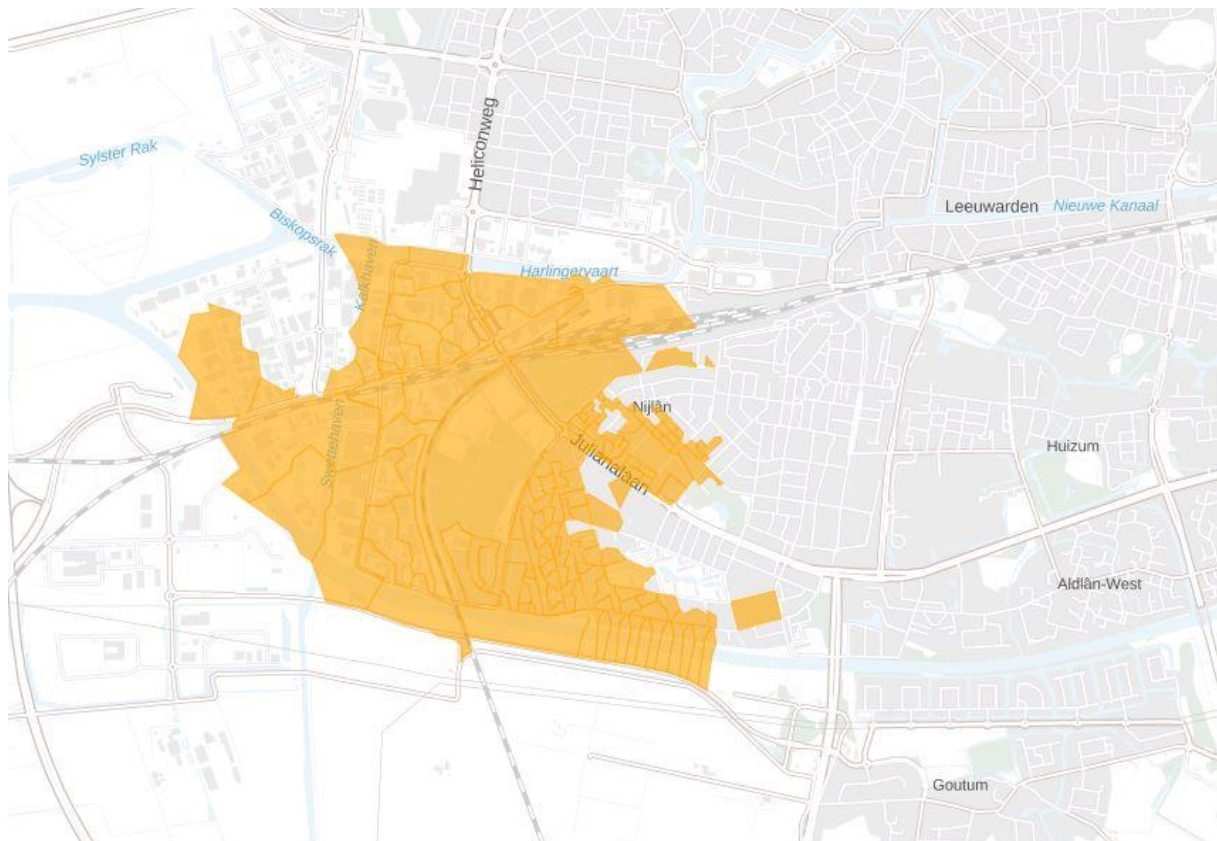 Sylster Rak
Biskopsrak
Kalkhaven
Heliconweg
Harlingervaart
Leeuwarden
Nieuwe Kanaal
Nijlân
Julianalaan
Swettehaven
Huizum
Aldlân-West
Goutum